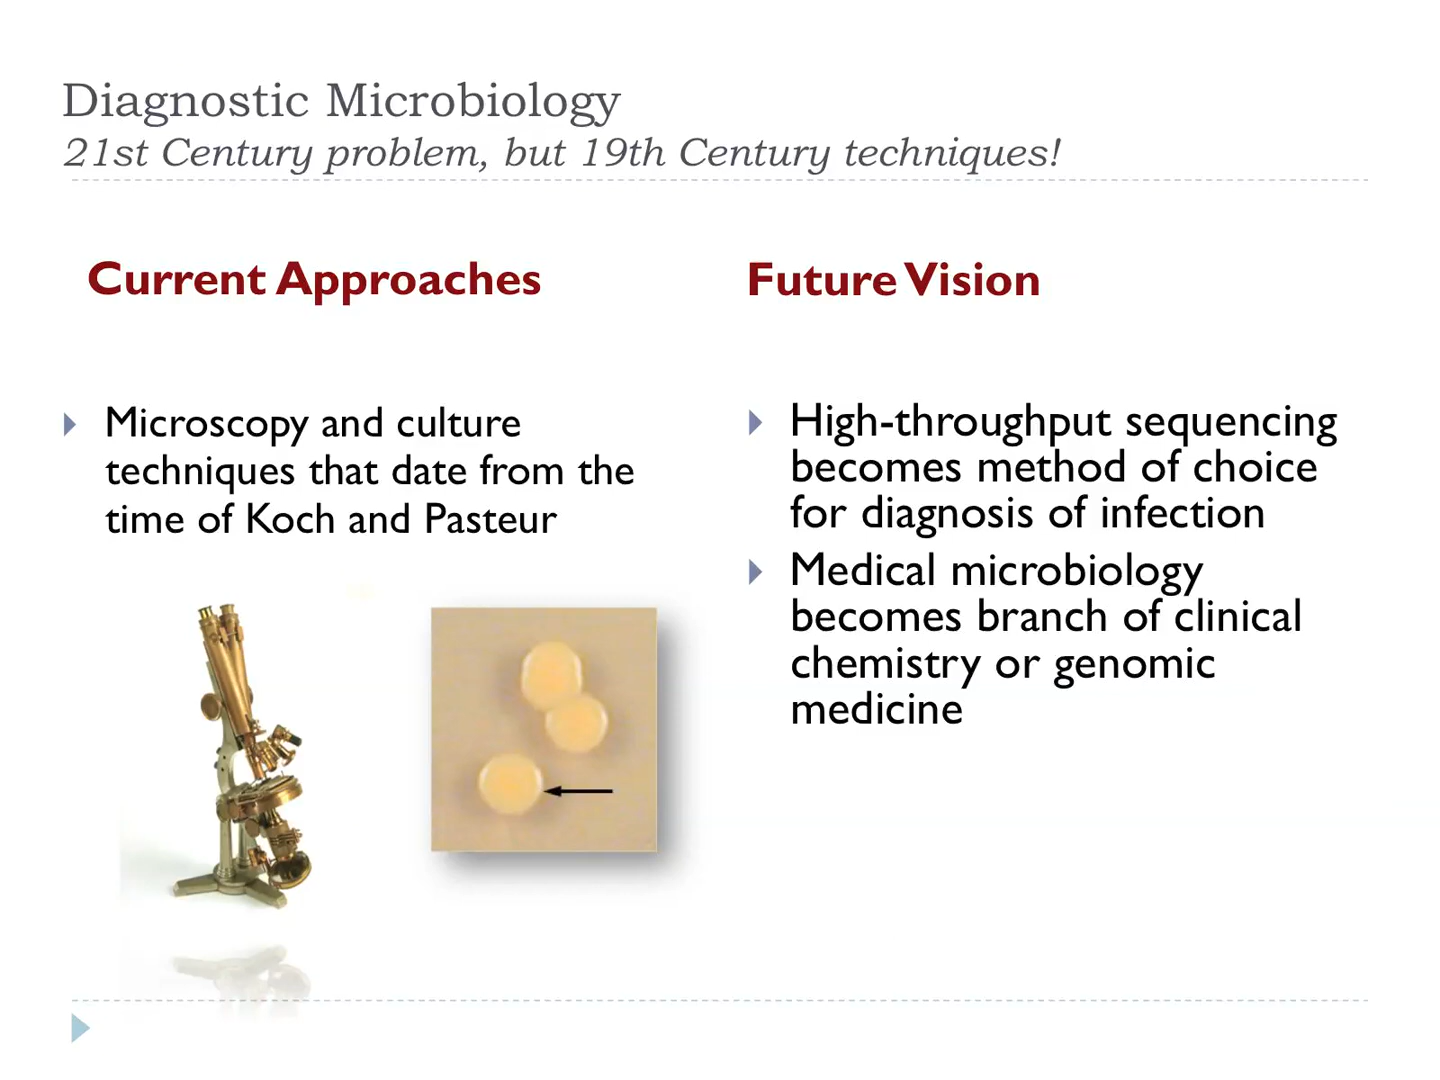 Diagnostic Microbiology
21st Century problem, but 19th Century techniques!
Current Approaches
Microscopy and culture
techniques that date from the
time of Koch and Pasteur
Future Vision
High-throughput sequencing
becomes method of choice
for diagnosis of infection
Medical microbiology
becomes branch of clinical
chemistry or genomic
medicine